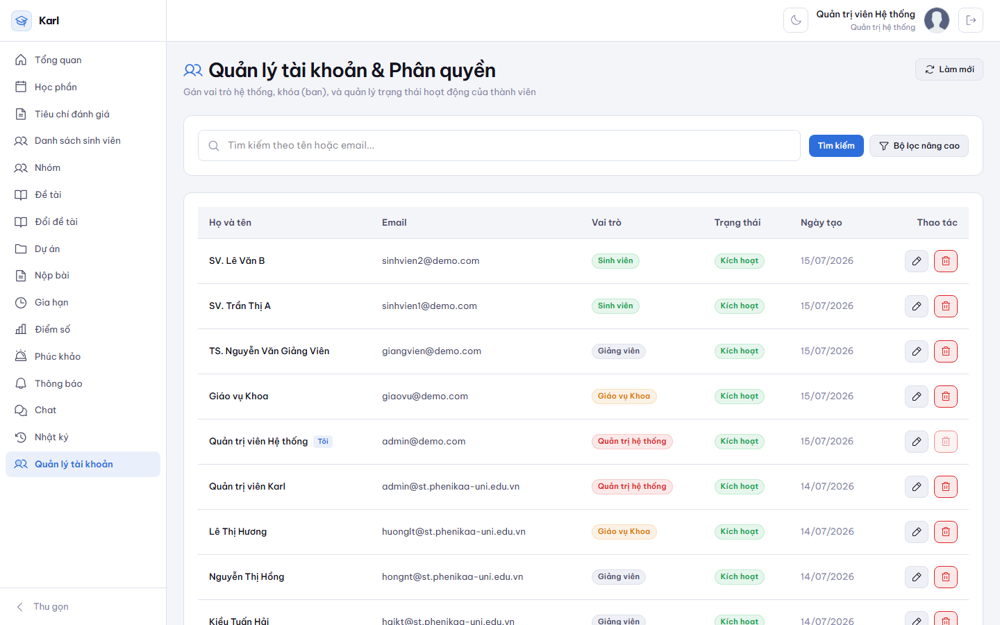 Karl
Quản trị viên Hệ thống
Quản trị hệ thống
Tổng quan
Học phần
Tiêu chí đánh giá
Danh sách sinh viên
Nhóm
Đề tài
Đổi đề tài
Dự án
Nộp bài
Gia hạn
Điểm số
Phúc khảo
Thông báo
Chat
Nhật ký
Quản lý tài khoản
Thu gọn
Quản lý tài khoản & Phân quyền
Làm mới
Gán vai trò hệ thống, khóa (ban), và quản lý trạng thái hoạt động của thành viên
Tìm kiếm theo tên hoặc email... Tìm kiếm Bộ lọc nâng cao
Họ và tên Email Vai trò Trạng thái Ngày tạo Thao tác
SV. Lê Văn B sinhvien2@demo.com Sinh viên Kích hoạt 15/07/2026
SV. Trần Thị A sinhvien1@demo.com Sinh viên Kích hoạt 15/07/2026
TS. Nguyễn Văn Giảng Viên giangvien@demo.com Giảng viên Kích hoạt 15/07/2026
Giáo vụ Khoa giaovu@demo.com Giáo vụ Khoa Kích hoạt 15/07/2026
Quản trị viên Hệ thống Tôi admin@demo.com Quản trị hệ thống Kích hoạt 15/07/2026
Quản trị viên Karl admin@st.phenikaa-uni.edu.vn Quản trị hệ thống Kích hoạt 14/07/2026
Lê Thị Hương huonglt@st.phenikaa-uni.edu.vn Giáo vụ Khoa Kích hoạt 14/07/2026
Nguyễn Thị Hồng hongnt@st.phenikaa-uni.edu.vn Giảng viên Kích hoạt 14/07/2026
Kiều Tuấn Hải haikt@st.phenikaa-uni.edu.vn Giảng viên Kích hoạt 14/07/2026